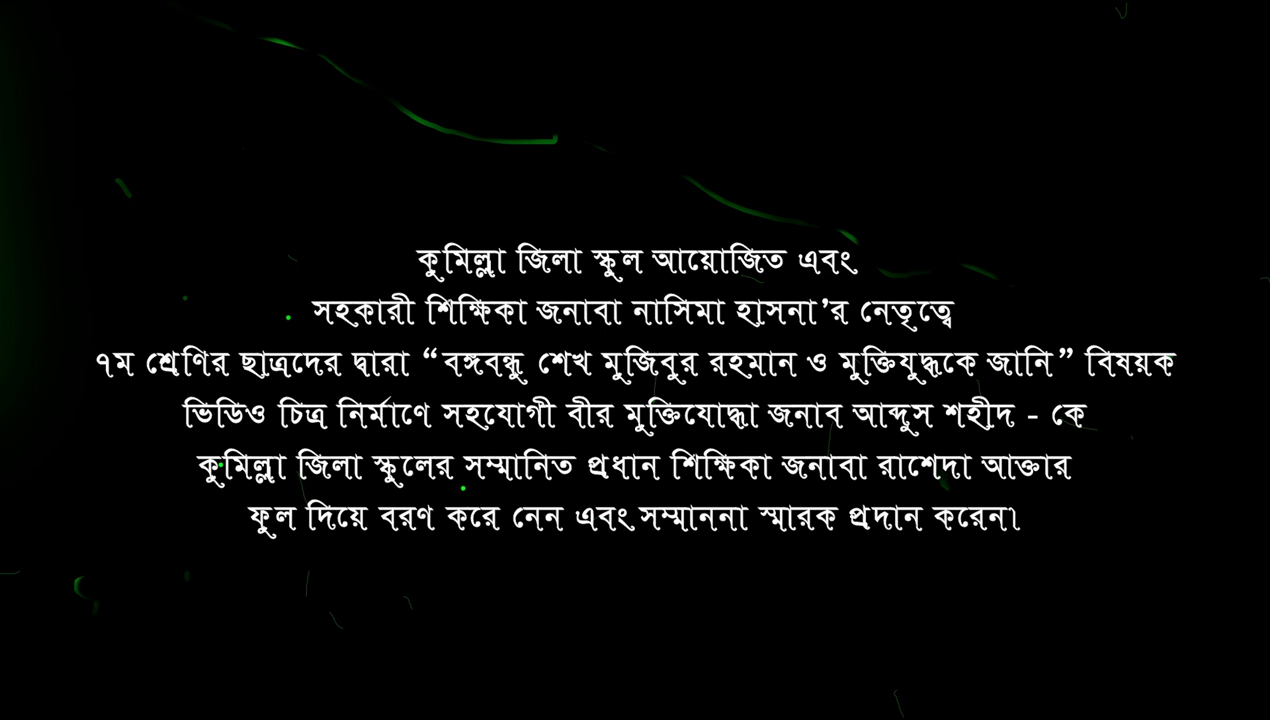 কুমিল্লা জিলা স্কুল আয়োজিত এবং
সহকারী শিক্ষিকা জনাবা নাসিমা হাসনা’র নেতৃত্বে
৭ম শ্রেণির ছাত্রদের দ্বারা “বঙ্গবন্ধু শেখ মুজিবুর রহমান ও মুক্তিযুদ্ধকে জানি” বিষয়ক
ভিডিও চিত্র নির্মাণে সহযোগী বীর মুক্তিযোদ্ধা জনাব আব্দুস শহীদ - কে
কুমিল্লা জিলা স্কুলের সম্মানিত প্রধান শিক্ষিকা জনাবা রাশেদা আক্তার
ফুল দিয়ে বরণ করে নেন এবং সম্মাননা স্মারক প্রদান করেন।